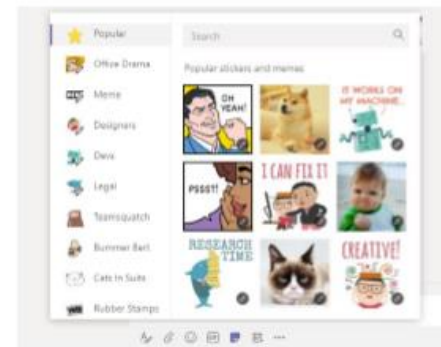 Popular
Office Drama
Meme
Designers
Devs
Legal
Teamsquatch
Bummer Bert
Cats in Suits
Rubber Stamps
Search
Popular stickers and memes
OH
YEAH!
IT WORKS ON
MY MACHINE...
PSSST!
I CAN FIX IT
RESEARCH
TIME
CREATIVE!